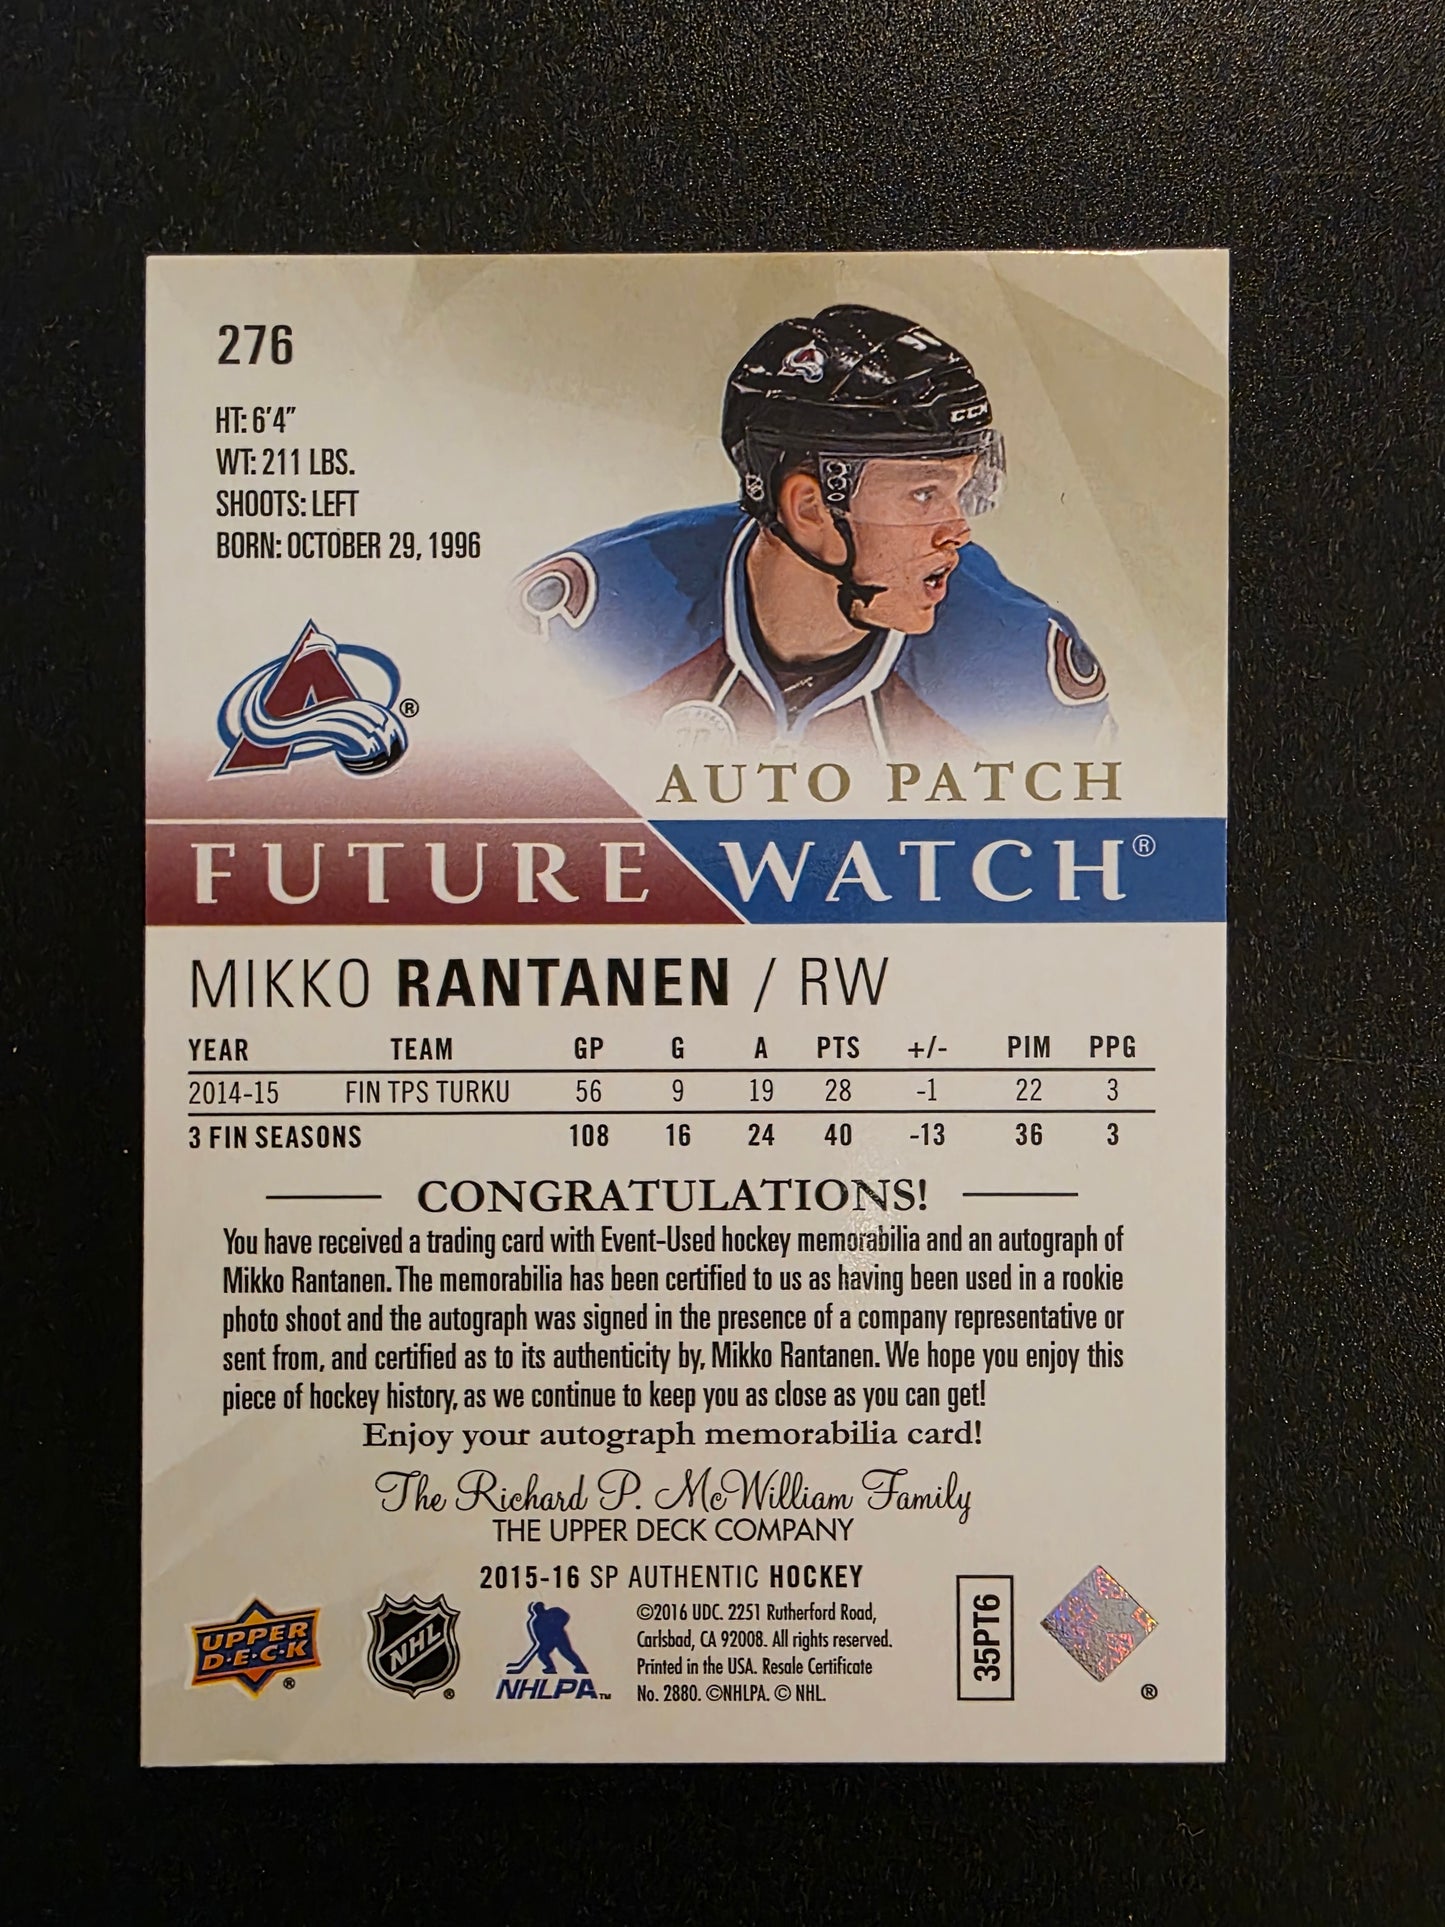 276
HT: 6'4"
WT: 211 LBS.
SHOOTS: LEFT
BORN: OCTOBER 29, 1996
CCM
A ®
AUTO PATCH
FUTURE WATCH®
MIKKO RANTANEN / RW
YEAR TEAM GP G A PTS +/- PIM PPG
2014-15 FIN TPS TURKU 56 9 19 28 -1 22 3
3 FIN SEASONS 108 16 24 40 -13 36 3
CONGRATULATIONS!
You have received a trading card with Event-Used hockey memorabilia and an autograph of
Mikko Rantanen. The memorabilia has been certified to us as having been used in a rookie
photo shoot and the autograph was signed in the presence of a company representative or
sent from, and certified as to its authenticity by, Mikko Rantanen. We hope you enjoy this
piece of hockey history, as we continue to keep you as close as you can get!
Enjoy your autograph memorabilia card!
The Richard P. McWilliam Family
THE UPPER DECK COMPANY
2015-16 SP AUTHENTIC HOCKEY
©2016 UDC. 2251 Rutherford Road,
Carlsbad, CA 92008. All rights reserved.
Printed in the USA. Resale Certificate
No. 2880. ©NHLPA. © NHL.
UPPER
D·E·C·K ®
NHL ®
NHLPA™
35PT6
®